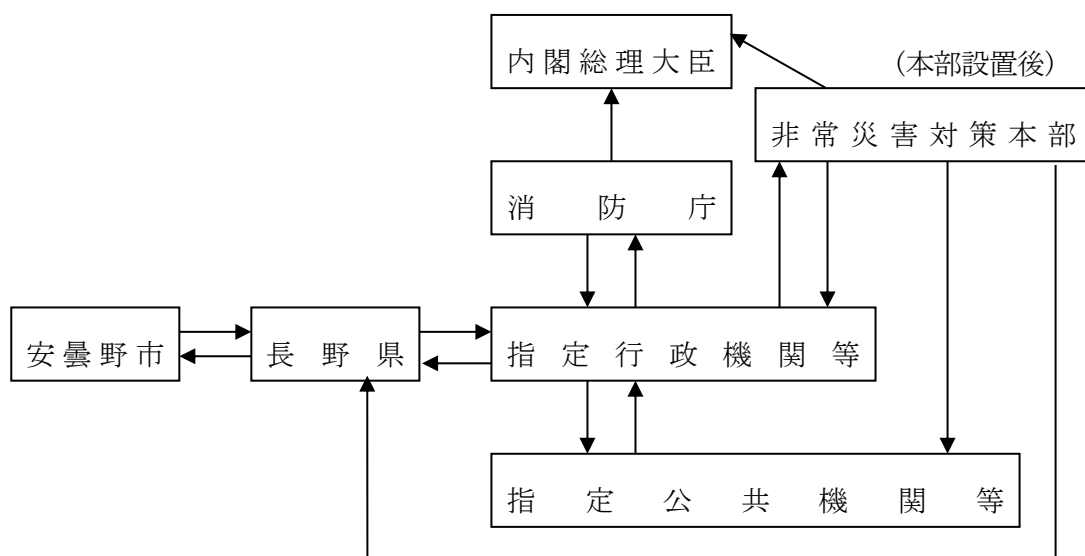 内閣総理大臣
(本部設置後)
非常災害対策本部
消防庁
安曇野市
長野県
指定行政機関等
指定公共機関等